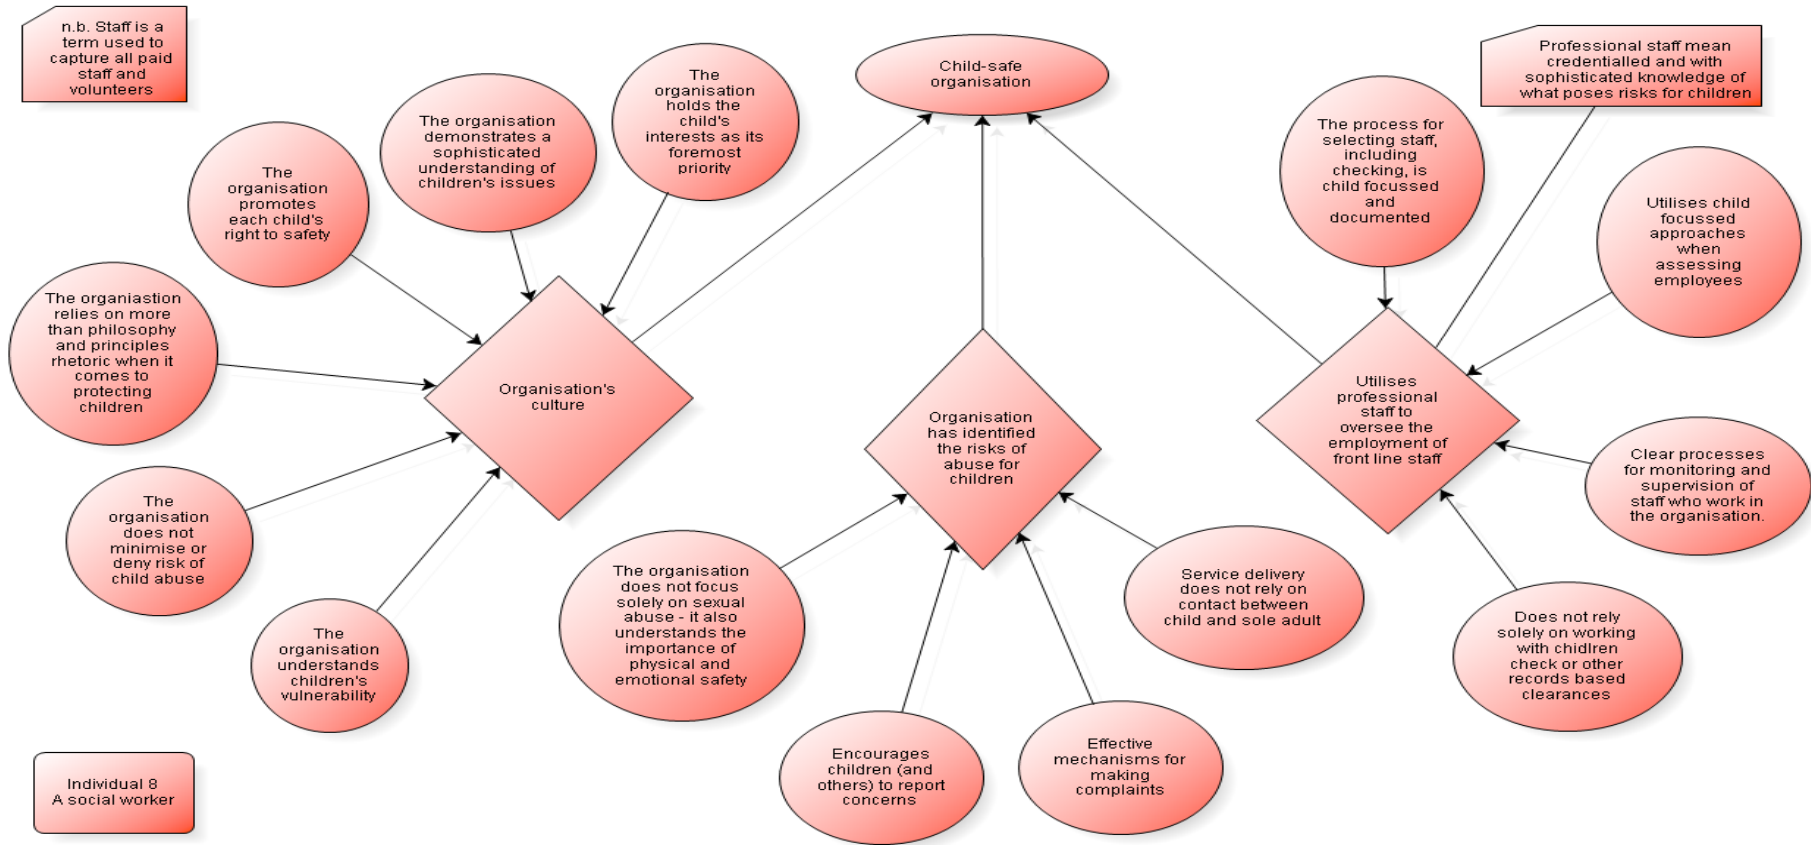 n.b. Staff is a
term used to
capture all paid
staff and
volunteers
The
organisation
promotes
each child's
right to safety
The organisation
demonstrates a
sophisticated
understanding of
children's issues
The
organisation
holds the
child's
interests as its
foremost
priority
Child-safe
organisation
Professional staff mean
credentialled and with
sophisticated knowledge of
what poses risks for children
The process for
selecting staff,
including
checking, is
child focussed
and
documented
Utilises child
focussed
approaches
when
assessing
employees
The organiastion
relies on more
than philosophy
and principles
rhetoric when it
comes to
protecting
children
Organisation's
culture
Organisation
has identified
the risks of
abuse for
children
Utilises
professional
staff to
oversee the
employment of
front line staff
Clear processes
for monitoring and
supervision of
staff who work in
the organisation.
The
organisation
does not
minimise or
deny risk of
child abuse
The
organisation
understands
children's
vulnerability
The organisation
does not focus
solely on sexual
abuse - it also
understands the
importance of
physical and
emotional safety
Service delivery
does not rely on
contact between
child and sole adult
Does not rely
solely on working
with chidlren
check or other
records based
clearances
Encourages
children (and
others) to report
concerns
Effective
mechanisms for
making
complaints
Individual 8
A social worker